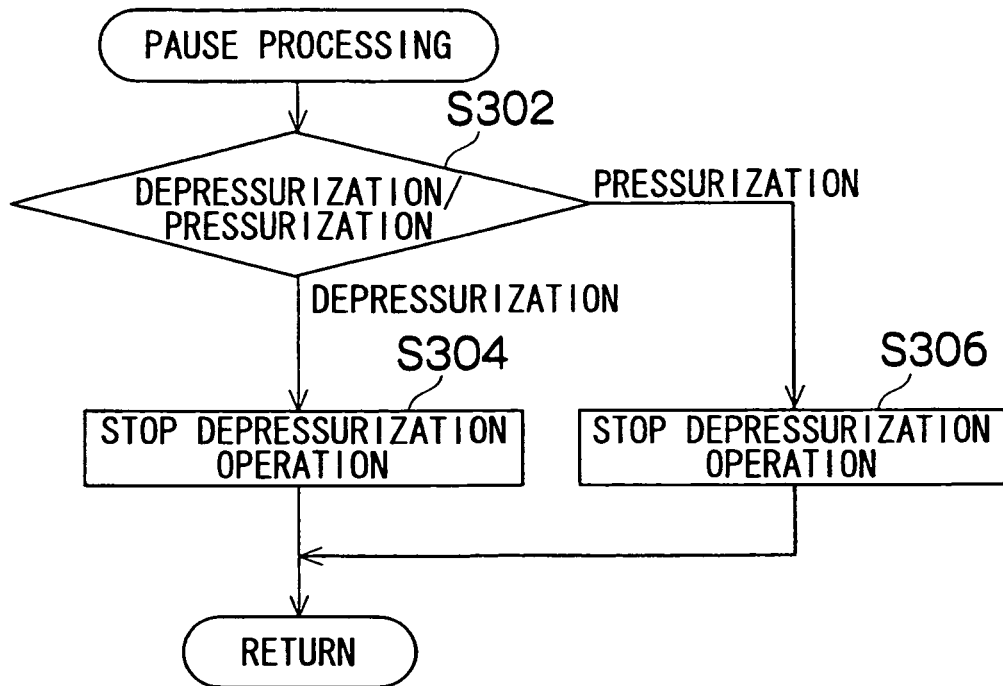 PAUSE PROCESSING
S302
DEPRESSURIZATION/
PRESSURIZATION
PRESSURIZATION
DEPRESSURIZATION
S304
S306
STOP DEPRESSURIZATION
OPERATION
STOP DEPRESSURIZATION
OPERATION
RETURN